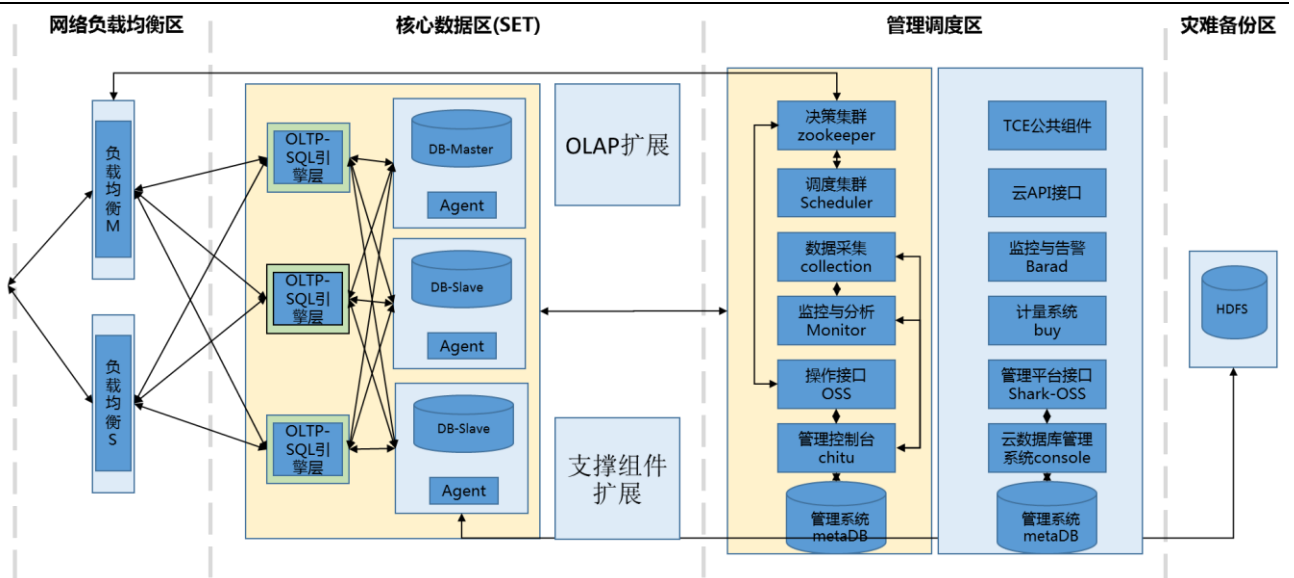 网络负载均衡区
核心数据区(SET)
管理调度区
灾难备份区
负
载
均
衡
M
负
载
均
衡
S
OLTP-
SQL引
擎层
OLTP-
SQL引
擎层
OLTP-
SQL引
擎层
DB-Master
Agent
DB-Slave
Agent
DB-Slave
Agent
OLAP扩展
支撑组件
扩展
决策集群
zookeeper
调度集群
Scheduler
数据采集
collection
监控与分析
Monitor
操作接口
OSS
管理控制台
chitu
管理系统
metaDB
TCE公共组件
云API接口
监控与告警
Barad
计量系统
buy
管理平台接口
Shark-OSS
云数据库管理
系统console
管理系统
metaDB
HDFS